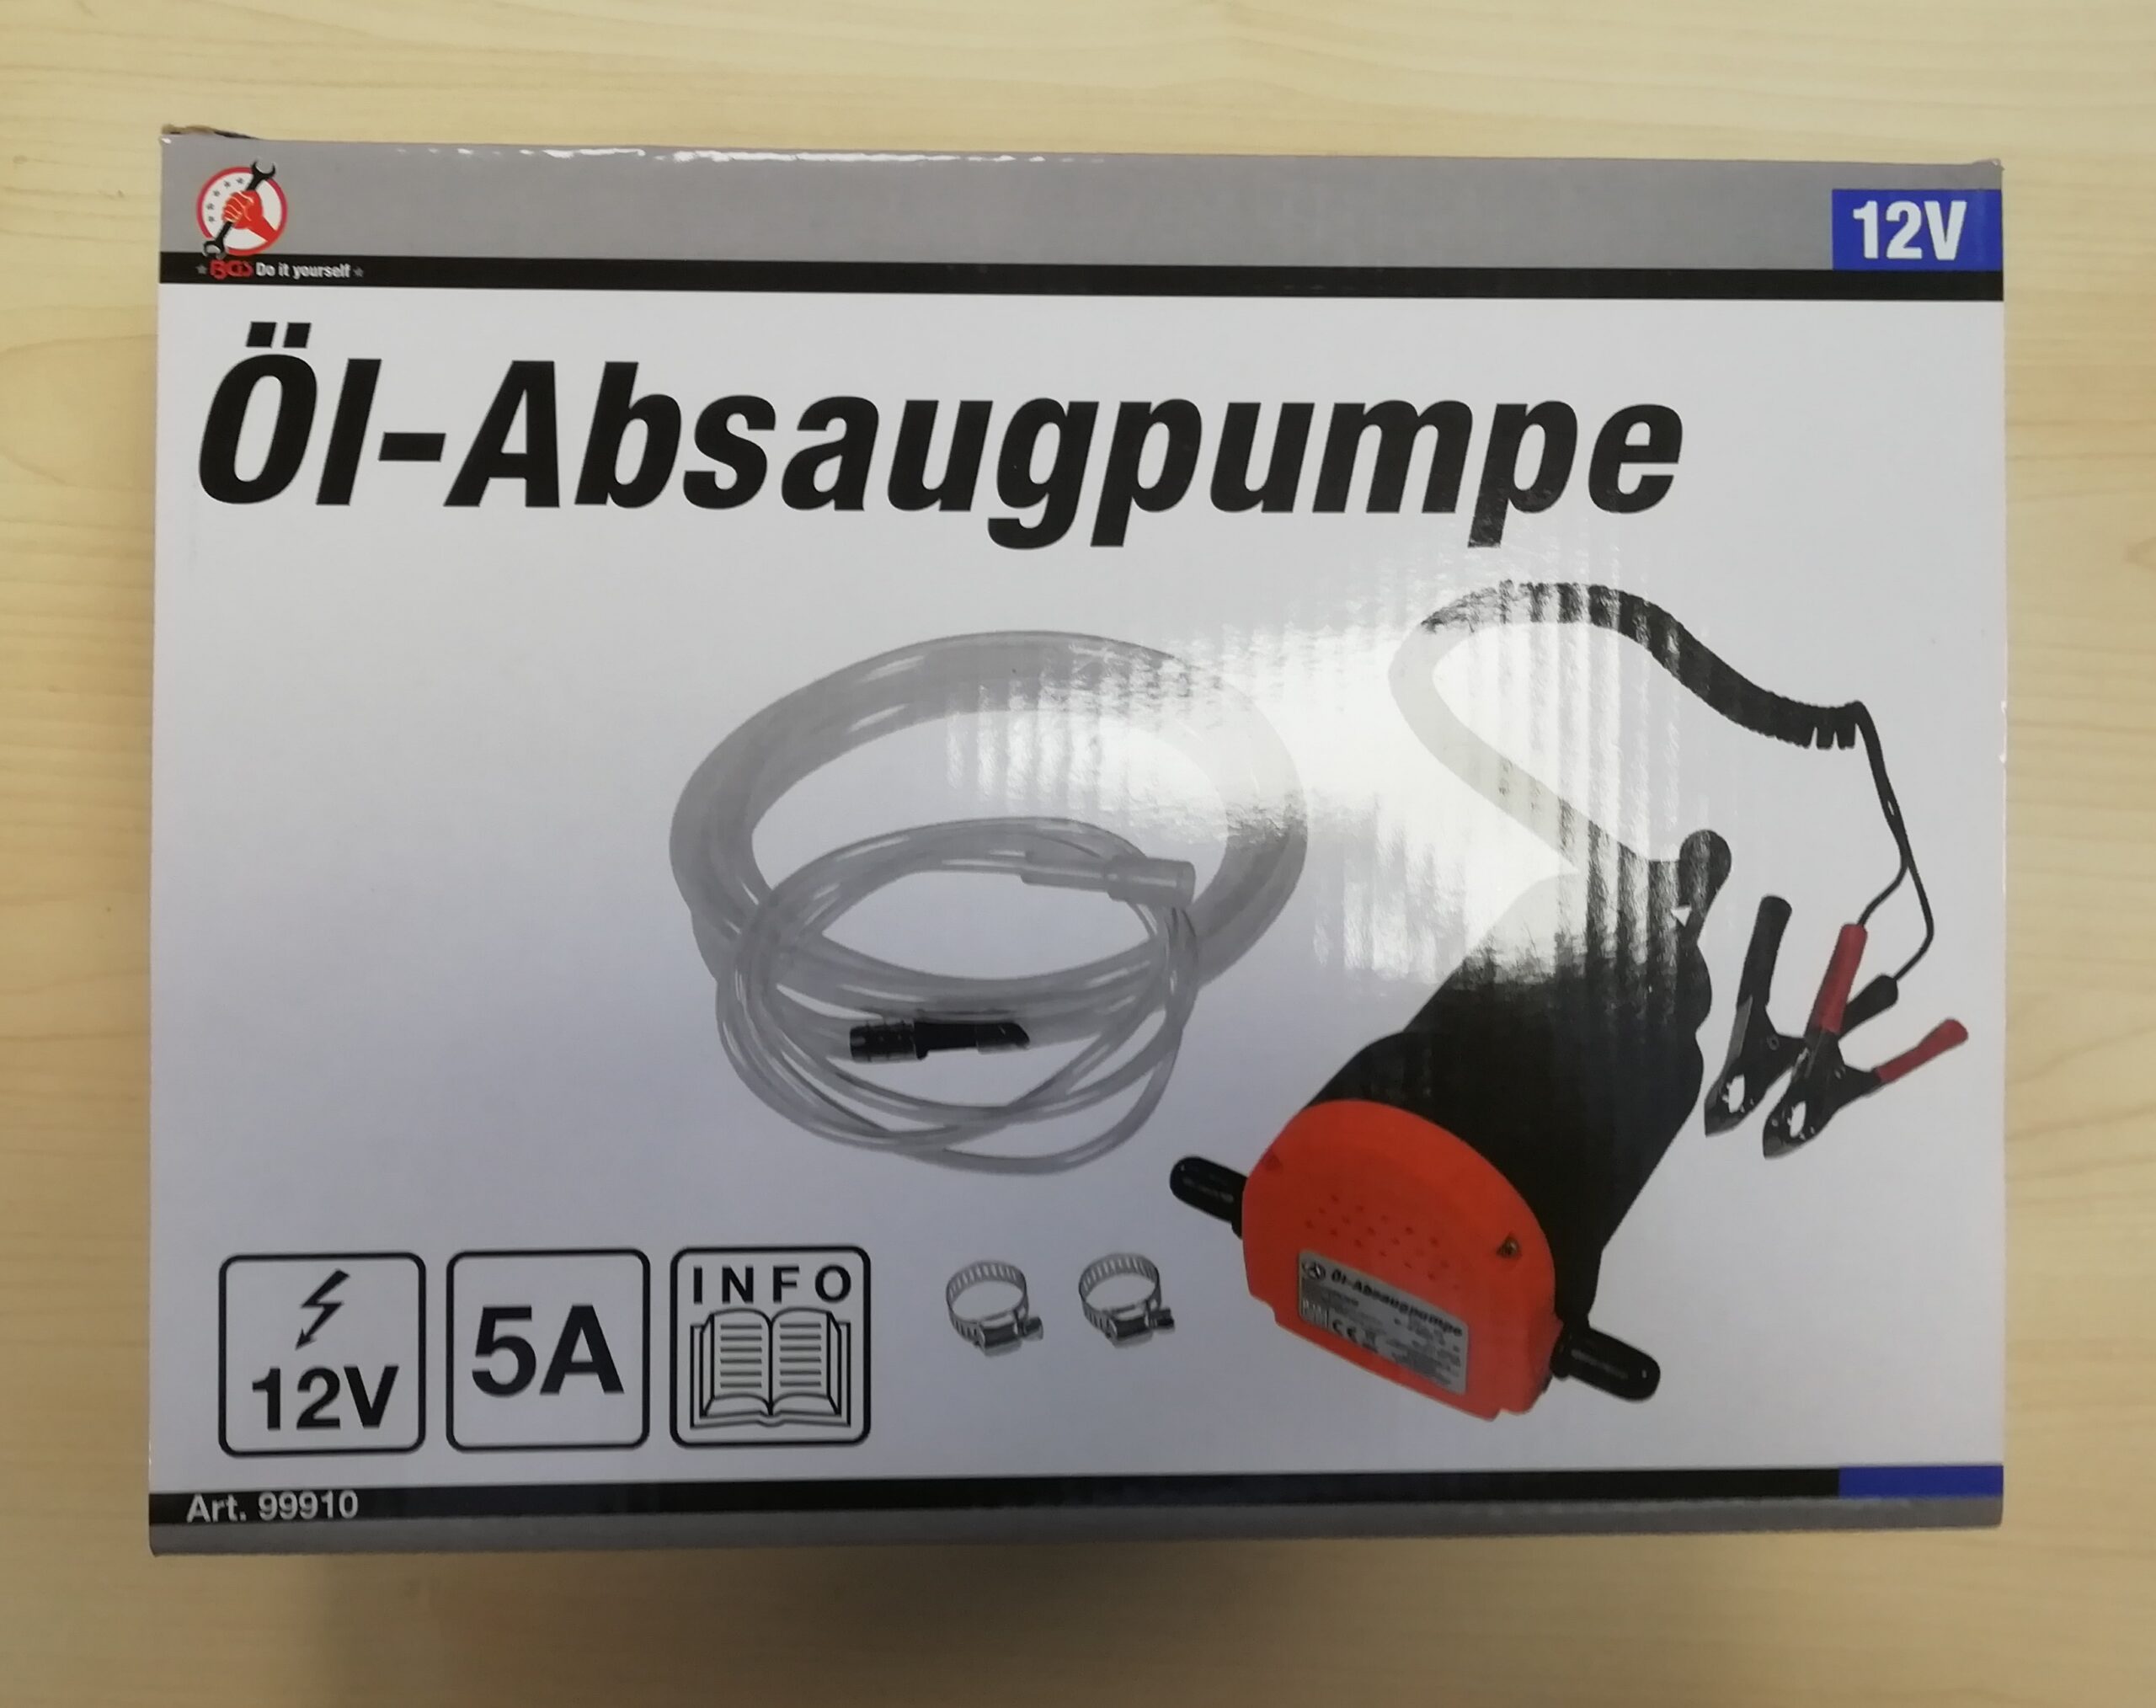 12V
BGS Do it yourself
Öl-Absaugpumpe
Öl-Absaugpumpe
12V
5A
INFO
Art. 99910